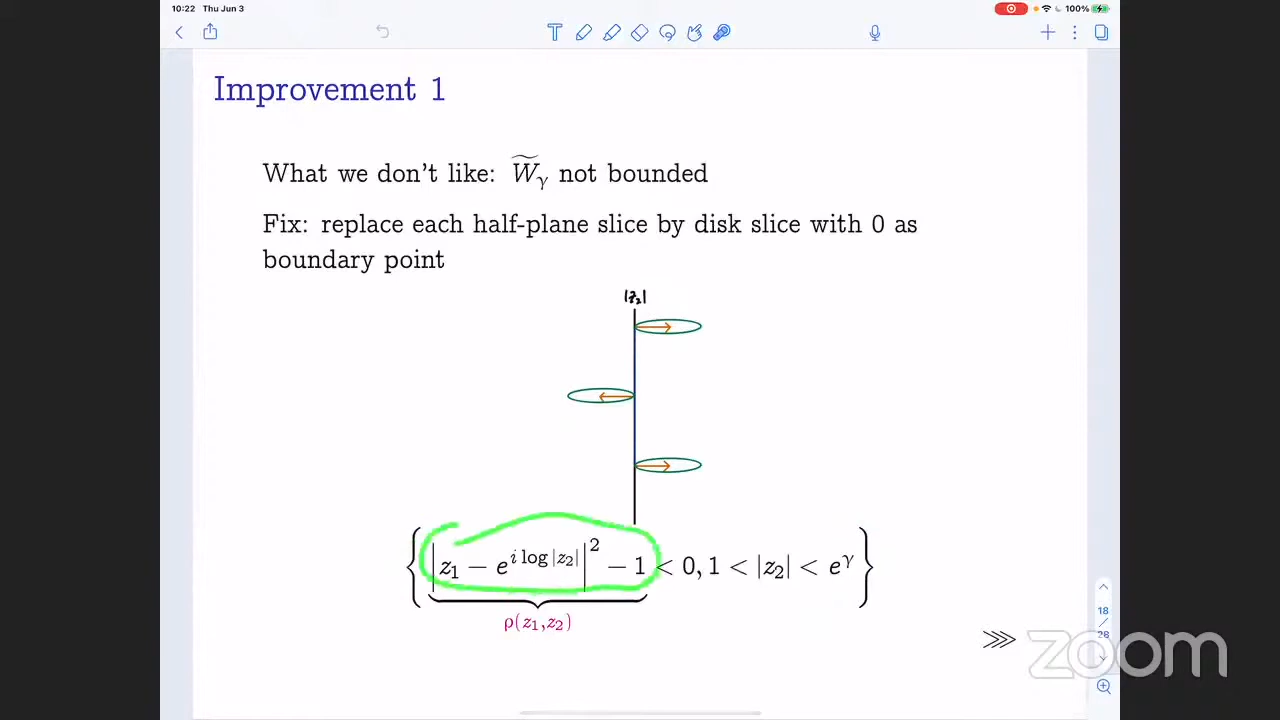 10:22 Thu Jun 3
100%
T
Improvement 1
What we don't like: W̃_γ not bounded
Fix: replace each half-plane slice by disk slice with 0 as
boundary point
|z₂|
{ |z₁ − e^{i log |z₂|}|² − 1 < 0, 1 < |z₂| < e^γ }
ρ(z₁,z₂)
18
/
28
zoom